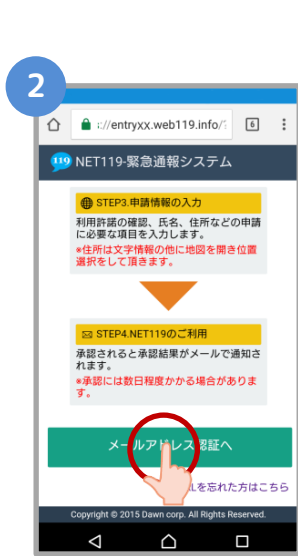 2
://entryxx.web119.info/
6
119 NET119-緊急通報システム
STEP3.申請情報の入力
利用許諾の確認、氏名、住所などの申請
に必要な項目を入力します。
*住所は文字情報の他に地図を開き位置
選択をして頂きます。
STEP4.NET119のご利用
承認されると承認結果がメールで通知さ
れます。
*承認には数日程度かかる場合がありま
す。
メールアドレス認証へ
を忘れた方はこちら
Copyright © 2015 Dawn corp. All Rights Reserved.